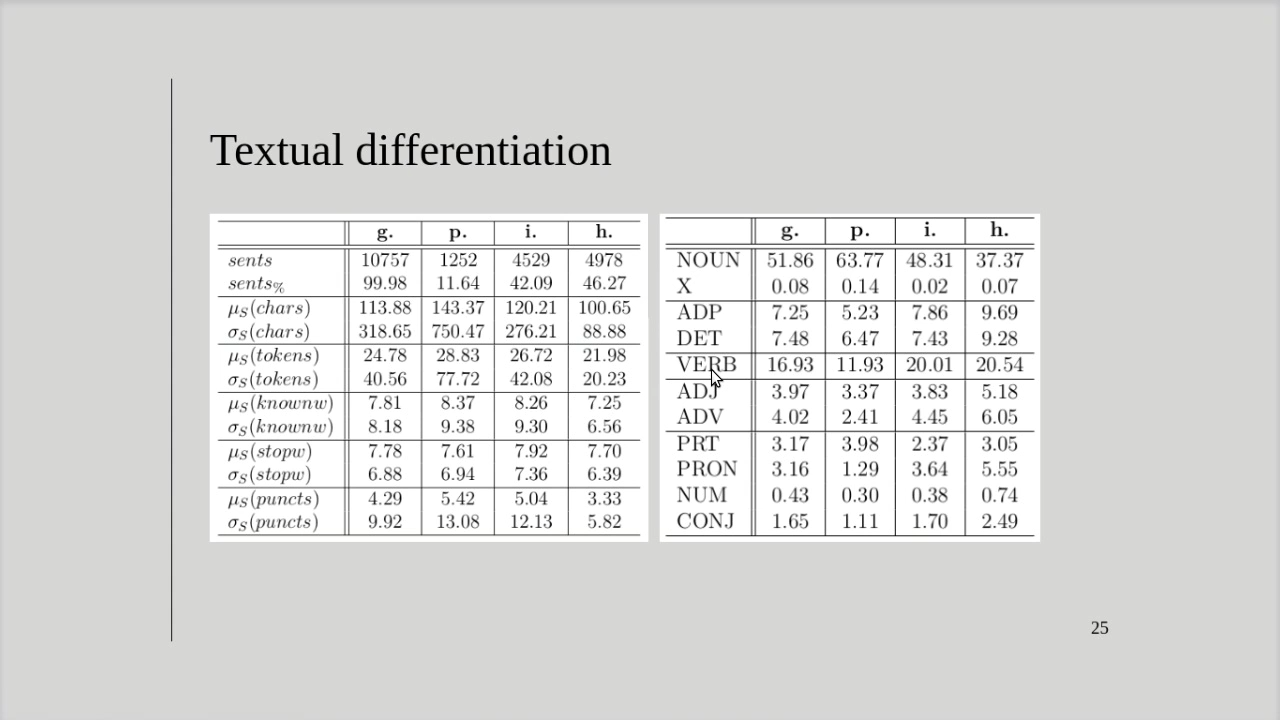 Textual differentiation
g. p. i. h.
sents 10757 1252 4529 4978
sents% 99.98 11.64 42.09 46.27
μS(chars) 113.88 143.37 120.21 100.65
σS(chars) 318.65 750.47 276.21 88.88
μS(tokens) 24.78 28.83 26.72 21.98
σS(tokens) 40.56 77.72 42.08 20.23
μS(knownw) 7.81 8.37 8.26 7.25
σS(knownw) 8.18 9.38 9.30 6.56
μS(stopw) 7.78 7.61 7.92 7.70
σS(stopw) 6.88 6.94 7.36 6.39
μS(puncts) 4.29 5.42 5.04 3.33
σS(puncts) 9.92 13.08 12.13 5.82
g. p. i. h.
NOUN 51.86 63.77 48.31 37.37
X 0.08 0.14 0.02 0.07
ADP 7.25 5.23 7.86 9.69
DET 7.48 6.47 7.43 9.28
VERB 16.93 11.93 20.01 20.54
ADJ 3.97 3.37 3.83 5.18
ADV 4.02 2.41 4.45 6.05
PRT 3.17 3.98 2.37 3.05
PRON 3.16 1.29 3.64 5.55
NUM 0.43 0.30 0.38 0.74
CONJ 1.65 1.11 1.70 2.49
25